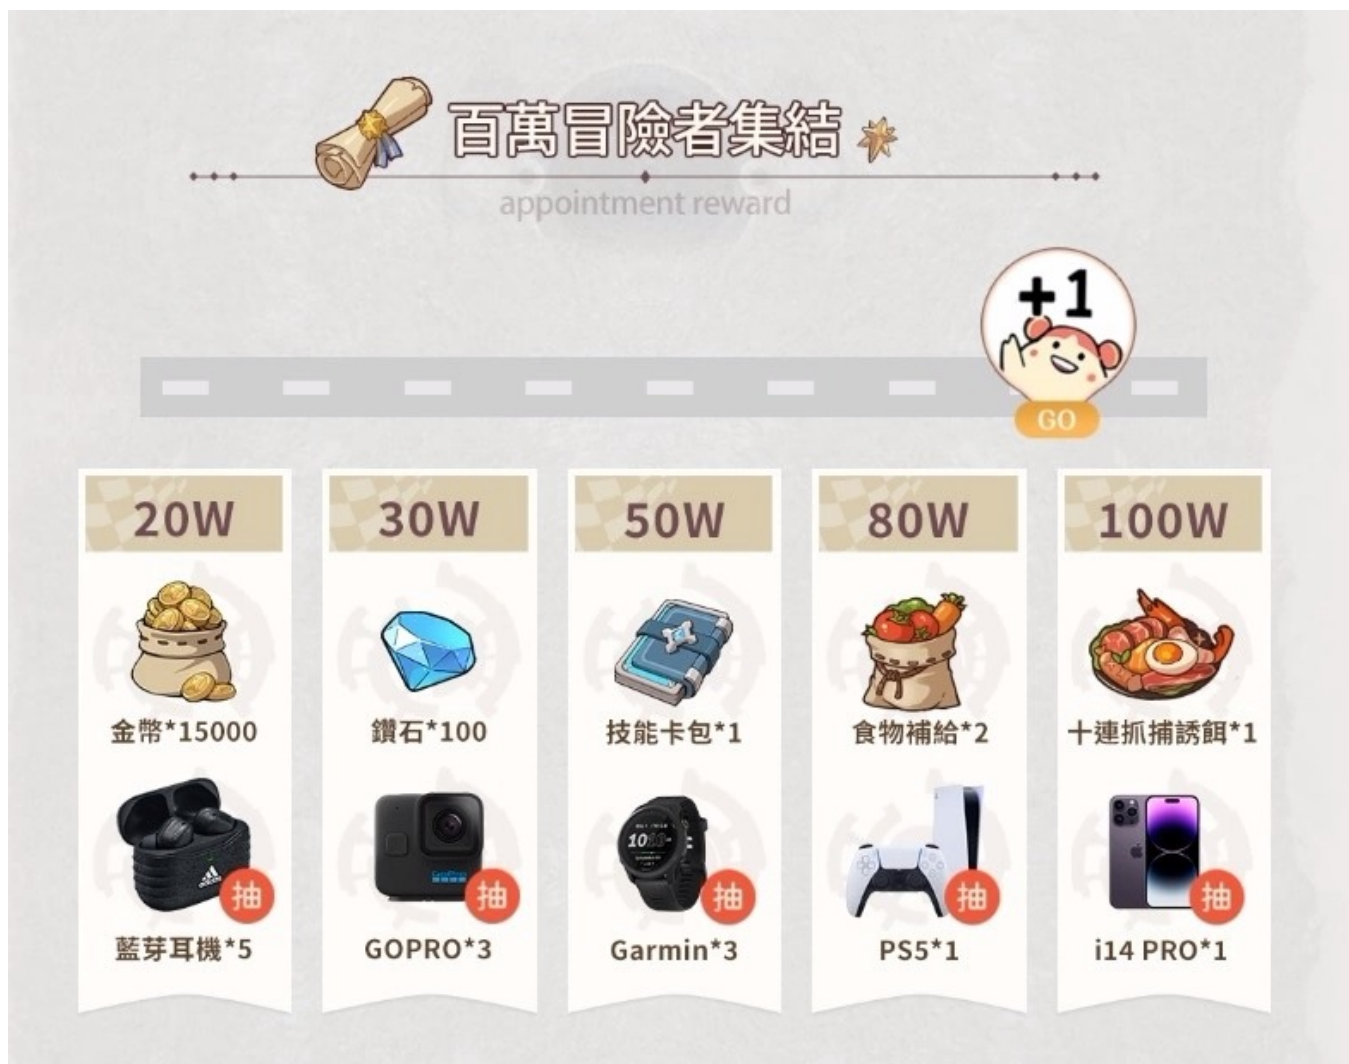 百萬冒險者集結
appointment reward
+1
GO
20W
30W
50W
80W
100W
金幣*15000
鑽石*100
技能卡包*1
食物補給*2
十連抓捕誘餌*1
adidas
抽
GoPro
抽
抽
抽
抽
藍芽耳機*5
GOPRO*3
Garmin*3
PS5*1
i14 PRO*1